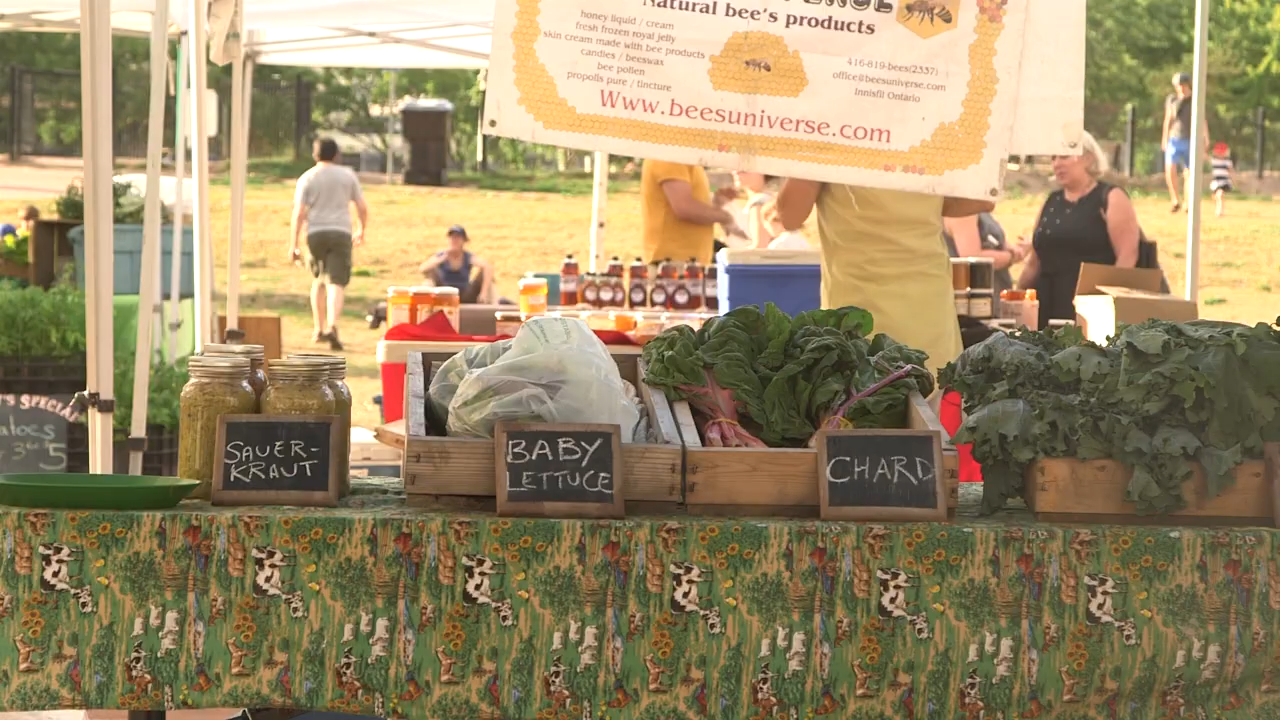 Natural bee's products
honey liquid / cream
fresh frozen royal jelly
skin cream made with bee products
candles / beeswax
bee pollen
propolis pure / tincture
416-819-bees(2337)
office@beesuniverse.com
Innisfil Ontario
Www.beesuniverse.com
SAUER-
KRAUT
BABY
LETTUCE
CHARD
SPECIAL